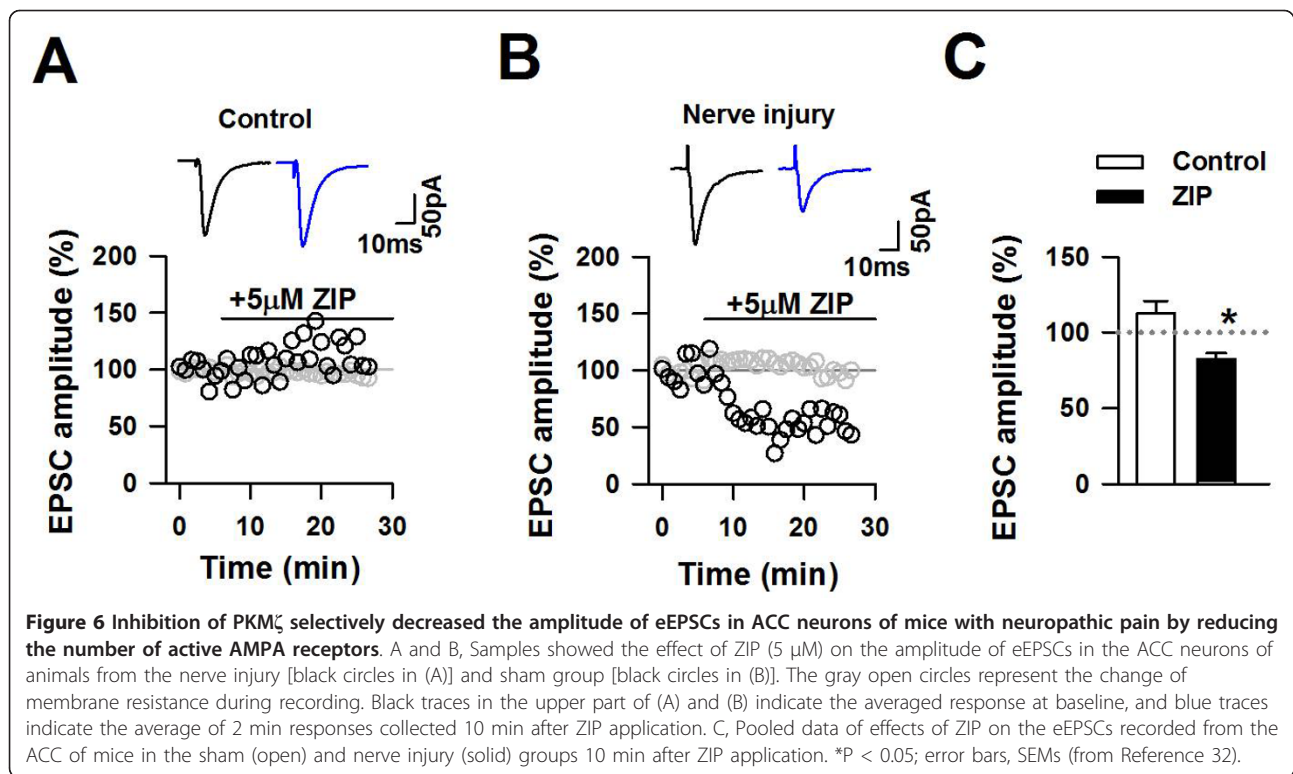 A
B
C
Control
Nerve injury
Control
ZIP
50pA
10ms
50pA
10ms
EPSC amplitude (%)
200
150
100
50
0
+5μM ZIP
0 10 20 30
Time (min)
EPSC amplitude (%)
200
150
100
50
0
+5μM ZIP
0 10 20 30
Time (min)
EPSC amplitude (%)
150
100
50
0
*
Figure 6 Inhibition of PKMζ selectively decreased the amplitude of eEPSCs in ACC neurons of mice with neuropathic pain by reducing
the number of active AMPA receptors. A and B, Samples showed the effect of ZIP (5 μM) on the amplitude of eEPSCs in the ACC neurons of
animals from the nerve injury [black circles in (A)] and sham group [black circles in (B)]. The gray open circles represent the change of
membrane resistance during recording. Black traces in the upper part of (A) and (B) indicate the averaged response at baseline, and blue traces
indicate the average of 2 min responses collected 10 min after ZIP application. C, Pooled data of effects of ZIP on the eEPSCs recorded from the
ACC of mice in the sham (open) and nerve injury (solid) groups 10 min after ZIP application. *P < 0.05; error bars, SEMs (from Reference 32).